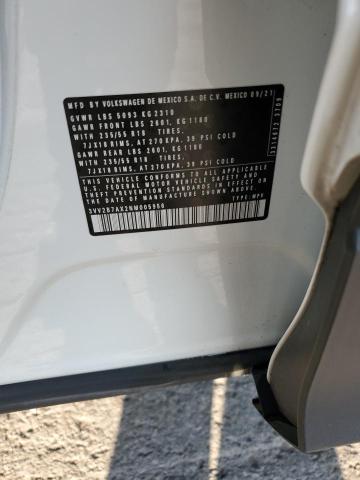 MFD BY VOLKSWAGEN DE MEXICO S.A. DE C.V. MEXICO 09/21
GVWR LBS 5093 KG 2310
GAWR FRONT LBS 2601, KG 1180
WITH 235/55 R18 TIRES,
7JX18 RIMS, AT 270 KPA, 39 PSI COLD
GAWR REAR LBS 2601, KG 1180
WITH 235/55 R18 TIRES,
7JX18 RIMS, AT 270 KPA, 39 PSI COLD
THIS VEHICLE CONFORMS TO ALL APPLICABLE
U.S. FEDERAL MOTOR VEHICLE SAFETY AND
THEFT PREVENTION STANDARDS IN EFFECT ON
THE DATE OF MANUFACTURE SHOWN ABOVE
3VV2B7AX2NM005960 TYPE: MPV
3314612 3709